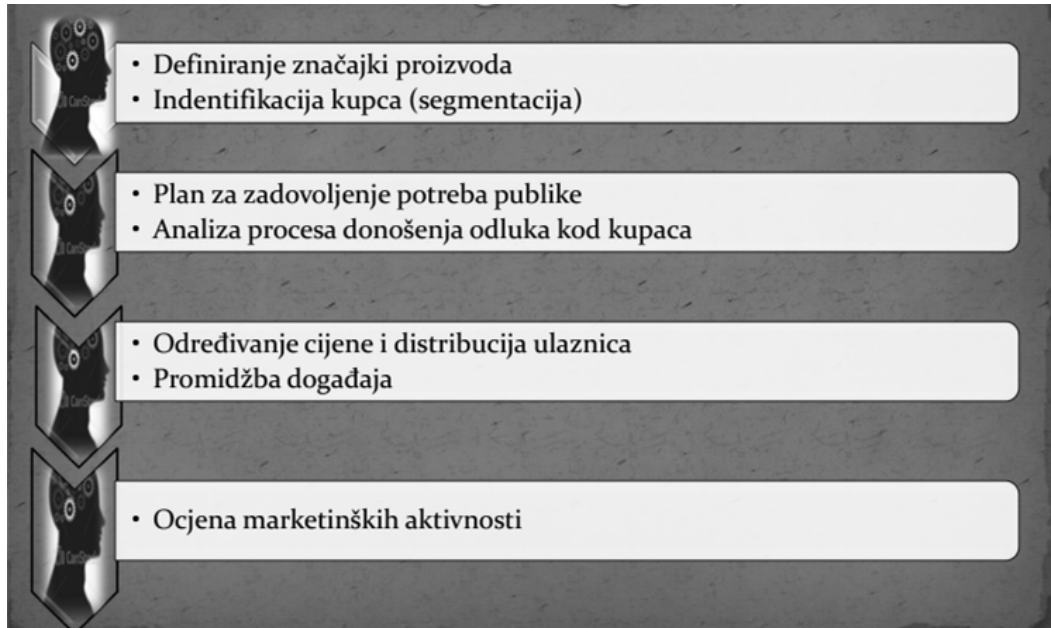 • Definiranje značajki proizvoda
• Indentifikacija kupca (segmentacija)
• Plan za zadovoljenje potreba publike
• Analiza procesa donošenja odluka kod kupaca
• Određivanje cijene i distribucija ulaznica
• Promidžba događaja
• Ocjena marketinških aktivnosti